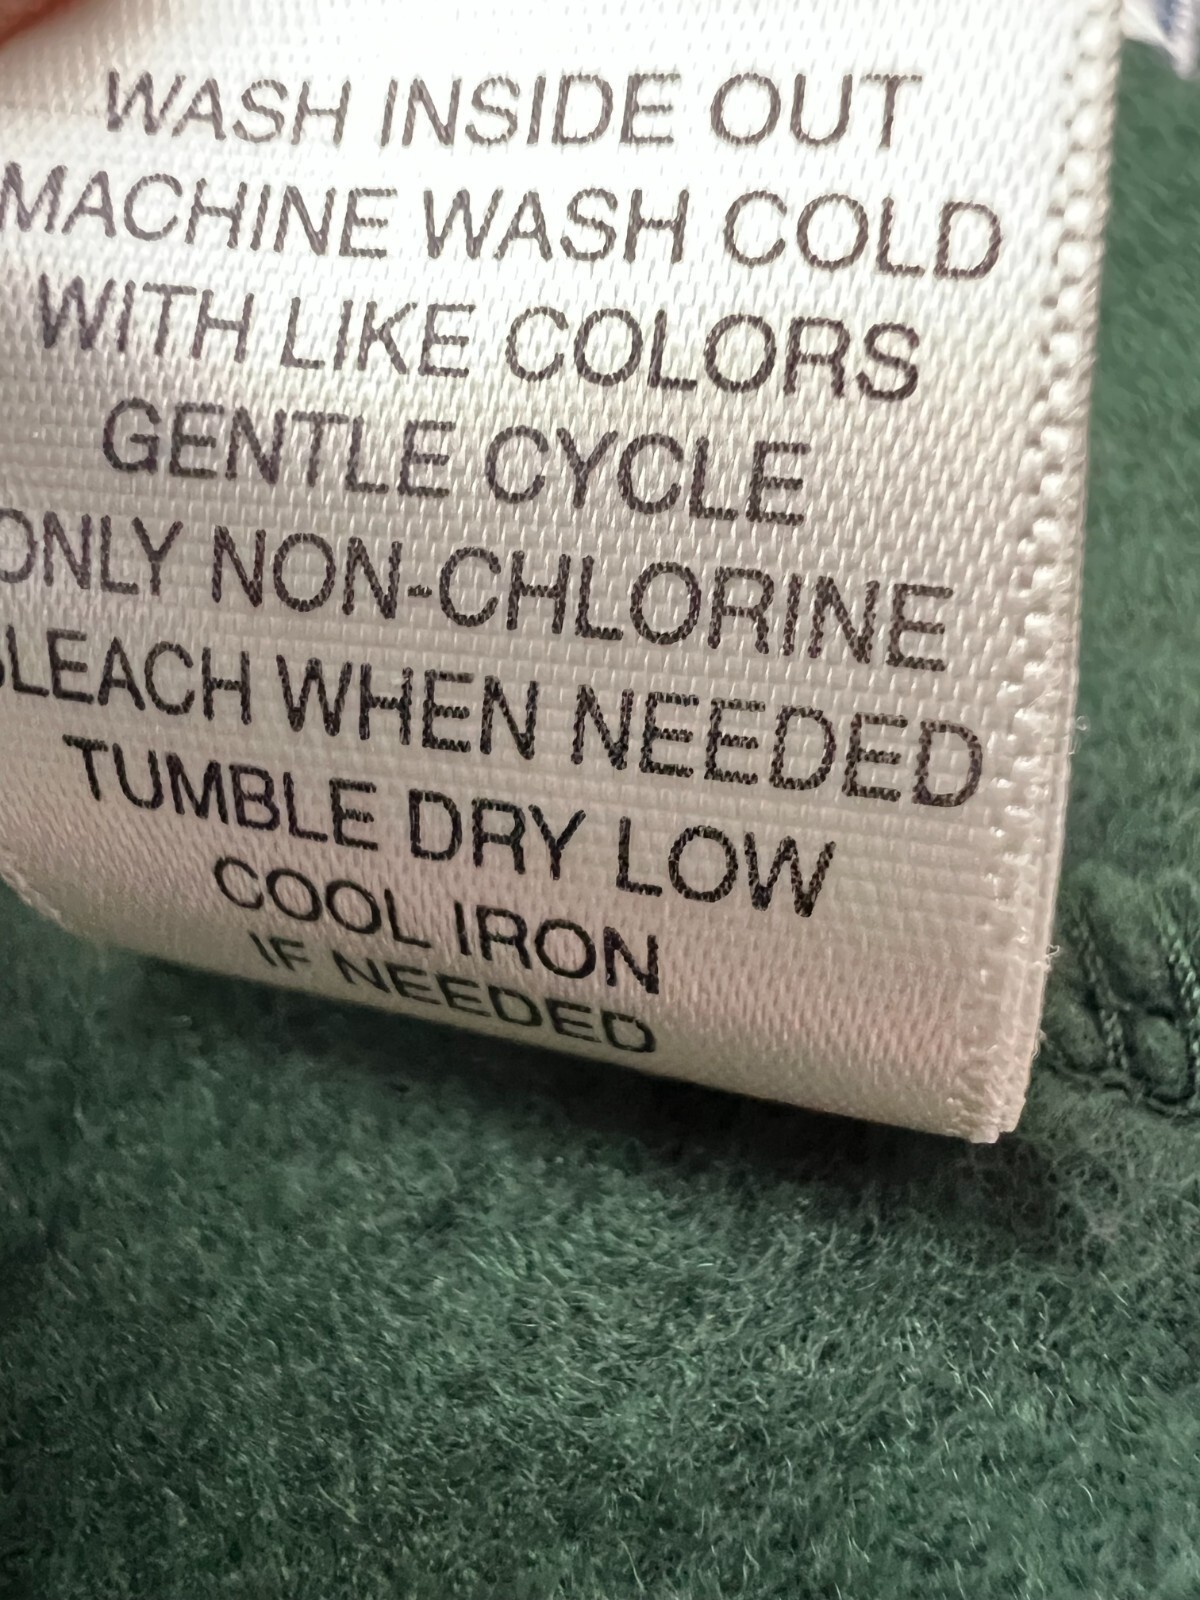 WASH INSIDE OUT
MACHINE WASH COLD
WITH LIKE COLORS
GENTLE CYCLE
ONLY NON-CHLORINE
BLEACH WHEN NEEDED
TUMBLE DRY LOW
COOL IRON
IF NEEDED